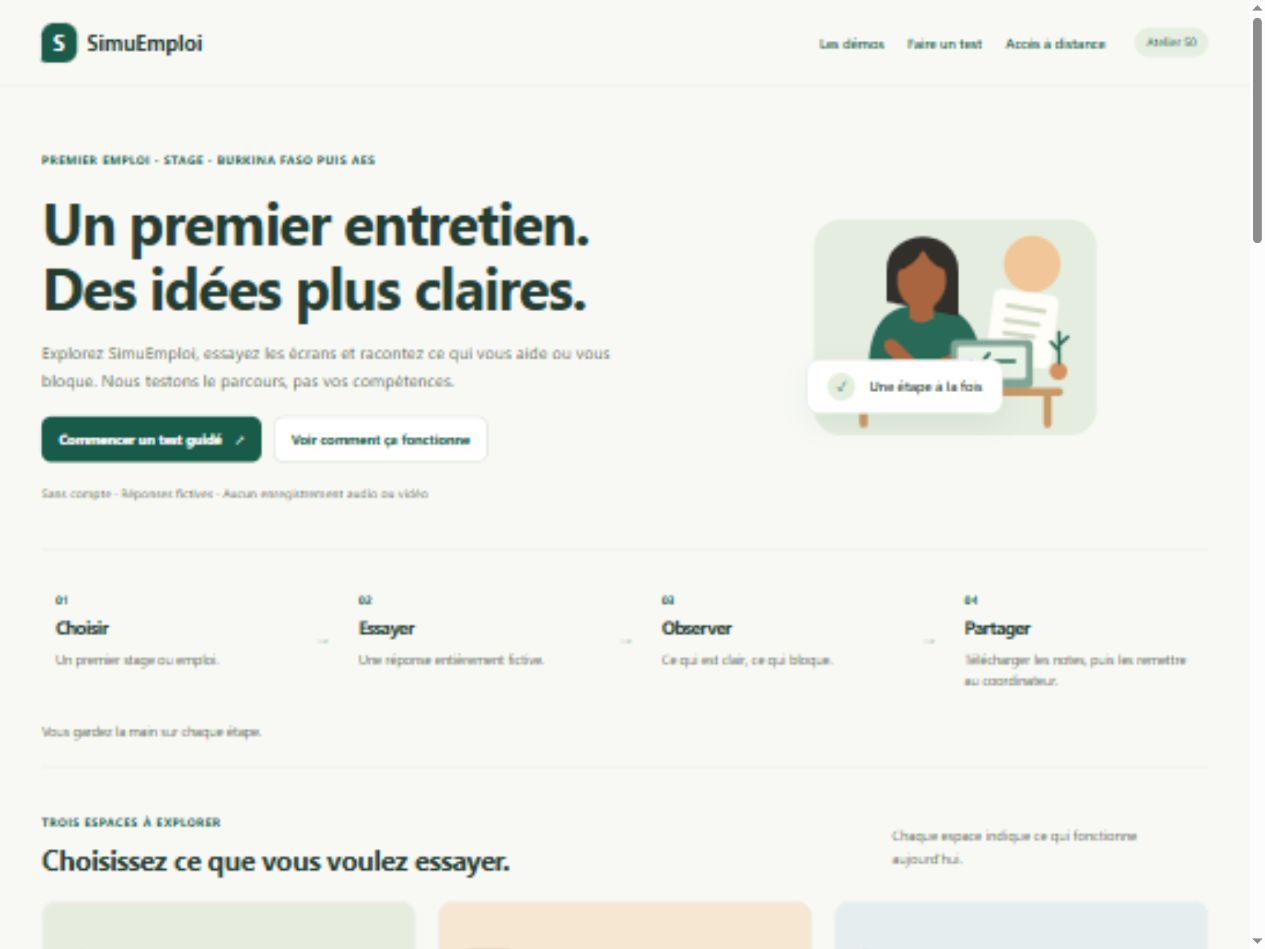 S SimuEmploi
Les démos Faire un test Accès à distance Atelier S0
PREMIER EMPLOI - STAGE - BURKINA FASO PUIS AES
Un premier entretien.
Des idées plus claires.
Explorez SimuEmploi, essayez les écrans et racontez ce qui vous aide ou vous
bloque. Nous testons le parcours, pas vos compétences.
Commencer un test guidé ↗ Voir comment ça fonctionne
Sans compte - Réponses fictives - Aucun enregistrement audio ou vidéo
✓ Une étape à la fois
01
Choisir
Un premier stage ou emploi.
→
02
Essayer
Une réponse entièrement fictive.
→
03
Observer
Ce qui est clair, ce qui bloque.
→
04
Partager
Télécharger les notes, puis les remettre
au coordinateur.
Vous gardez la main sur chaque étape.
TROIS ESPACES À EXPLORER
Choisissez ce que vous voulez essayer.
Chaque espace indique ce qui fonctionne
aujourd'hui.